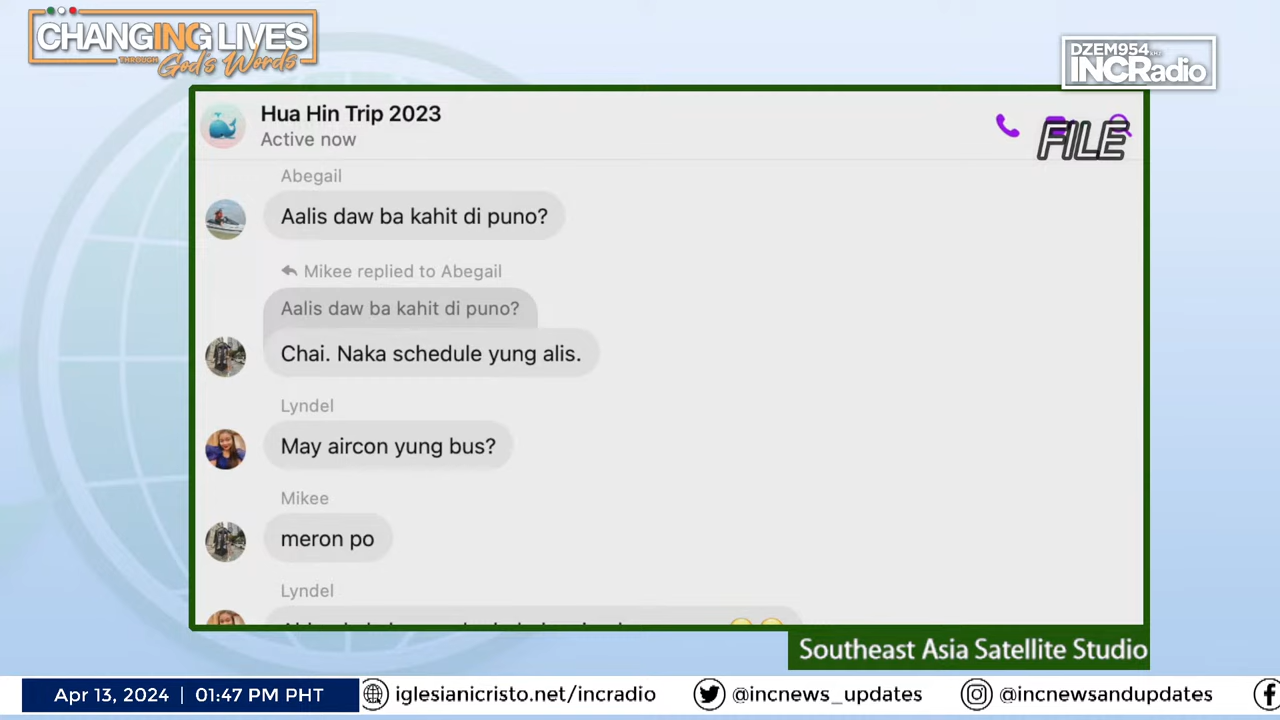 CHANGING LIVES
THROUGH God's Words
DZEM954
INCRadio
Hua Hin Trip 2023
Active now
FILE
Abegail
Aalis daw ba kahit di puno?
Mikee replied to Abegail
Aalis daw ba kahit di puno?
Chai. Naka schedule yung alis.
Lyndel
May aircon yung bus?
Mikee
meron po
Lyndel
Southeast Asia Satellite Studio
Apr 13, 2024 | 01:47 PM PHT
iglesianicristo.net/incradio
@incnews_updates
@incnewsandupdates